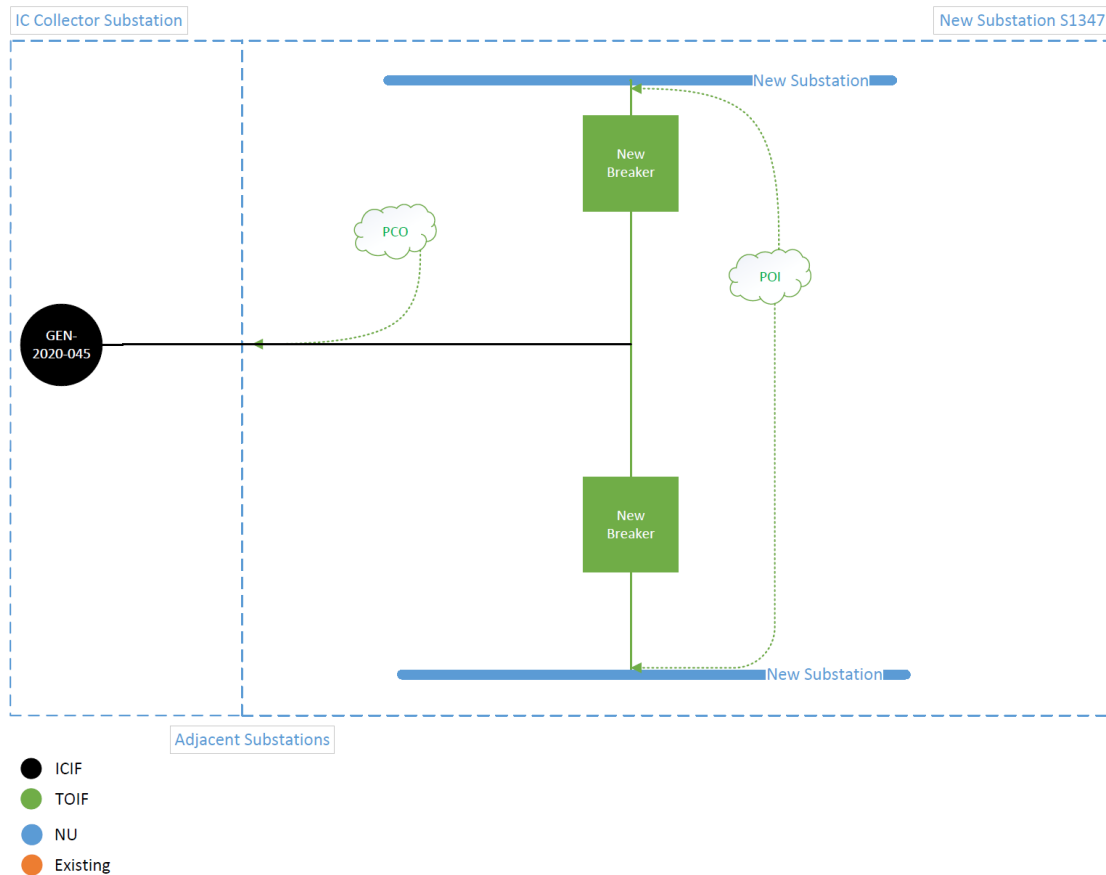 IC Collector Substation
New Substation S1347
New Substation
New
Breaker
PCO
POI
GEN-
2020-045
New
Breaker
New Substation
Adjacent Substations
ICIF
TOIF
NU
Existing